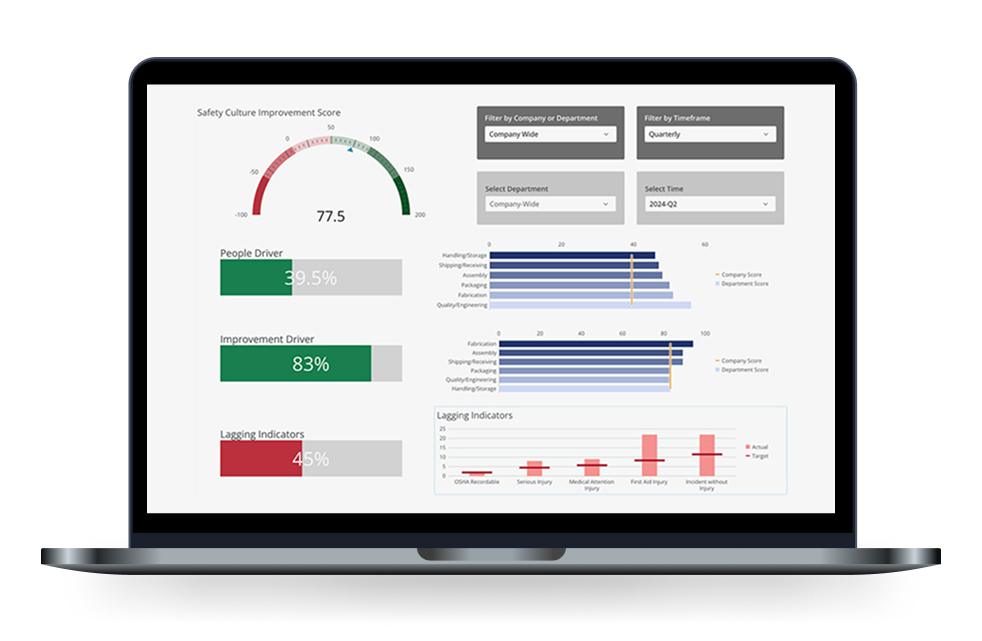 Safety Culture Improvement Score
-100
-50
0
50
100
150
200
77.5
Filter by Company or Department
Company Wide
Filter by Timeframe
Quarterly
Select Department
Company-Wide
Select Time
2024-Q2
People Driver
39.5%
0 20 40 60
Handling/Storage
Shipping/Receiving
Assembly
Packaging
Fabrication
Quality/Engineering
Company Score
Department Score
Improvement Driver
83%
0 20 40 60 80 100
Fabrication
Assembly
Shipping/Receiving
Packaging
Quality/Engineering
Handling/Storage
Company Score
Department Score
Lagging Indicators
45%
Lagging Indicators
25
20
15
10
5
0
OSHA Recordable
Serious Injury
Medical Attention
Injury
First Aid Injury
Incident without
Injury
Actual
Target